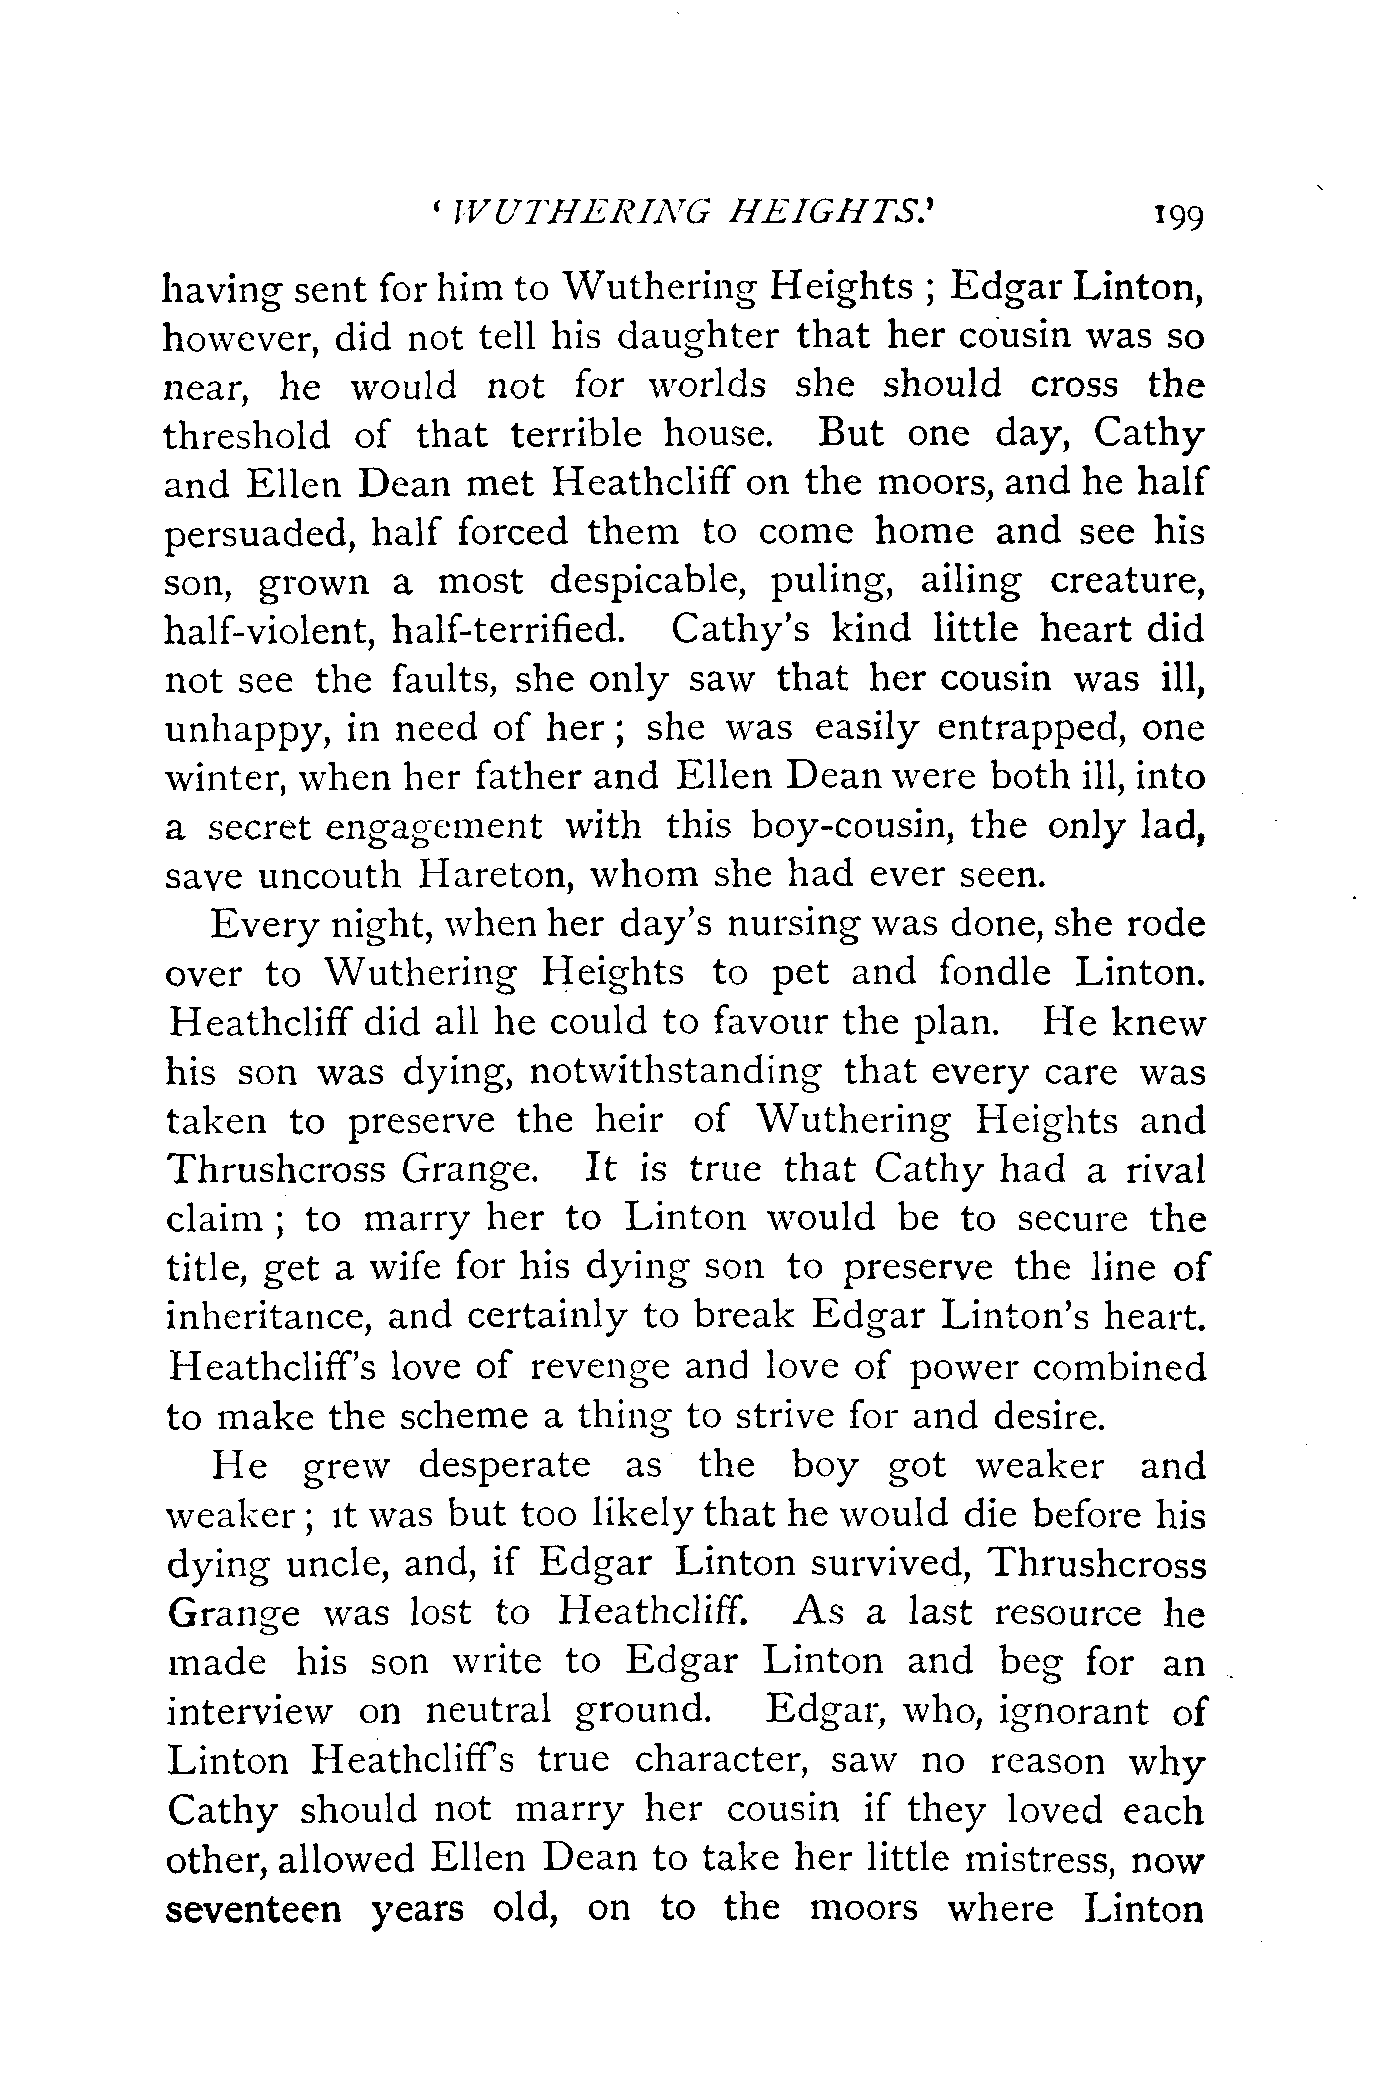 ' WUTHERING HEIGHTS.' 199
having sent for him to Wuthering Heights ; Edgar Linton,
however, did not tell his daughter that her cousin was so
near, he would not for worlds she should cross the
threshold of that terrible house. But one day, Cathy
and Ellen Dean met Heathcliff on the moors, and he half
persuaded, half forced them to come home and see his
son, grown a most despicable, puling, ailing creature,
half-violent, half-terrified. Cathy's kind little heart did
not see the faults, she only saw that her cousin was ill,
unhappy, in need of her ; she was easily entrapped, one
winter, when her father and Ellen Dean were both ill, into
a secret engagement with this boy-cousin, the only lad,
save uncouth Hareton, whom she had ever seen.
Every night, when her day's nursing was done, she rode
over to Wuthering Heights to pet and fondle Linton.
Heathcliff did all he could to favour the plan. He knew
his son was dying, notwithstanding that every care was
taken to preserve the heir of Wuthering Heights and
Thrushcross Grange. It is true that Cathy had a rival
claim ; to marry her to Linton would be to secure the
title, get a wife for his dying son to preserve the line of
inheritance, and certainly to break Edgar Linton's heart.
Heathcliff's love of revenge and love of power combined
to make the scheme a thing to strive for and desire.
He grew desperate as the boy got weaker and
weaker ; it was but too likely that he would die before his
dying uncle, and, if Edgar Linton survived, Thrushcross
Grange was lost to Heathcliff. As a last resource he
made his son write to Edgar Linton and beg for an
interview on neutral ground. Edgar, who, ignorant of
Linton Heathcliff's true character, saw no reason why
Cathy should not marry her cousin if they loved each
other, allowed Ellen Dean to take her little mistress, now
seventeen years old, on to the moors where Linton